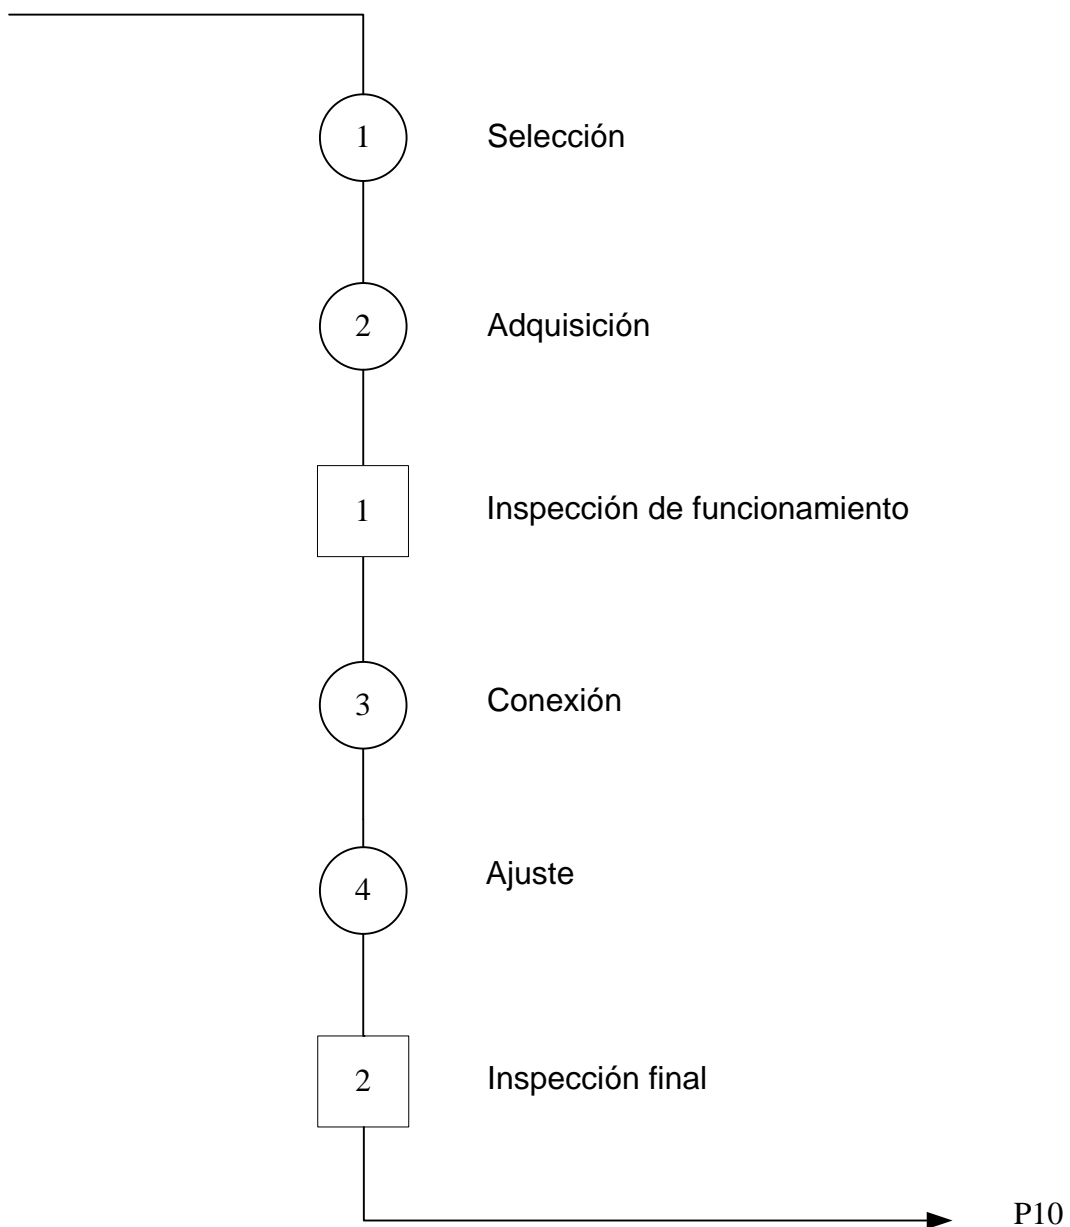 1 Selección
2 Adquisición
1 Inspección de funcionamiento
3 Conexión
4 Ajuste
2 Inspección final
P10